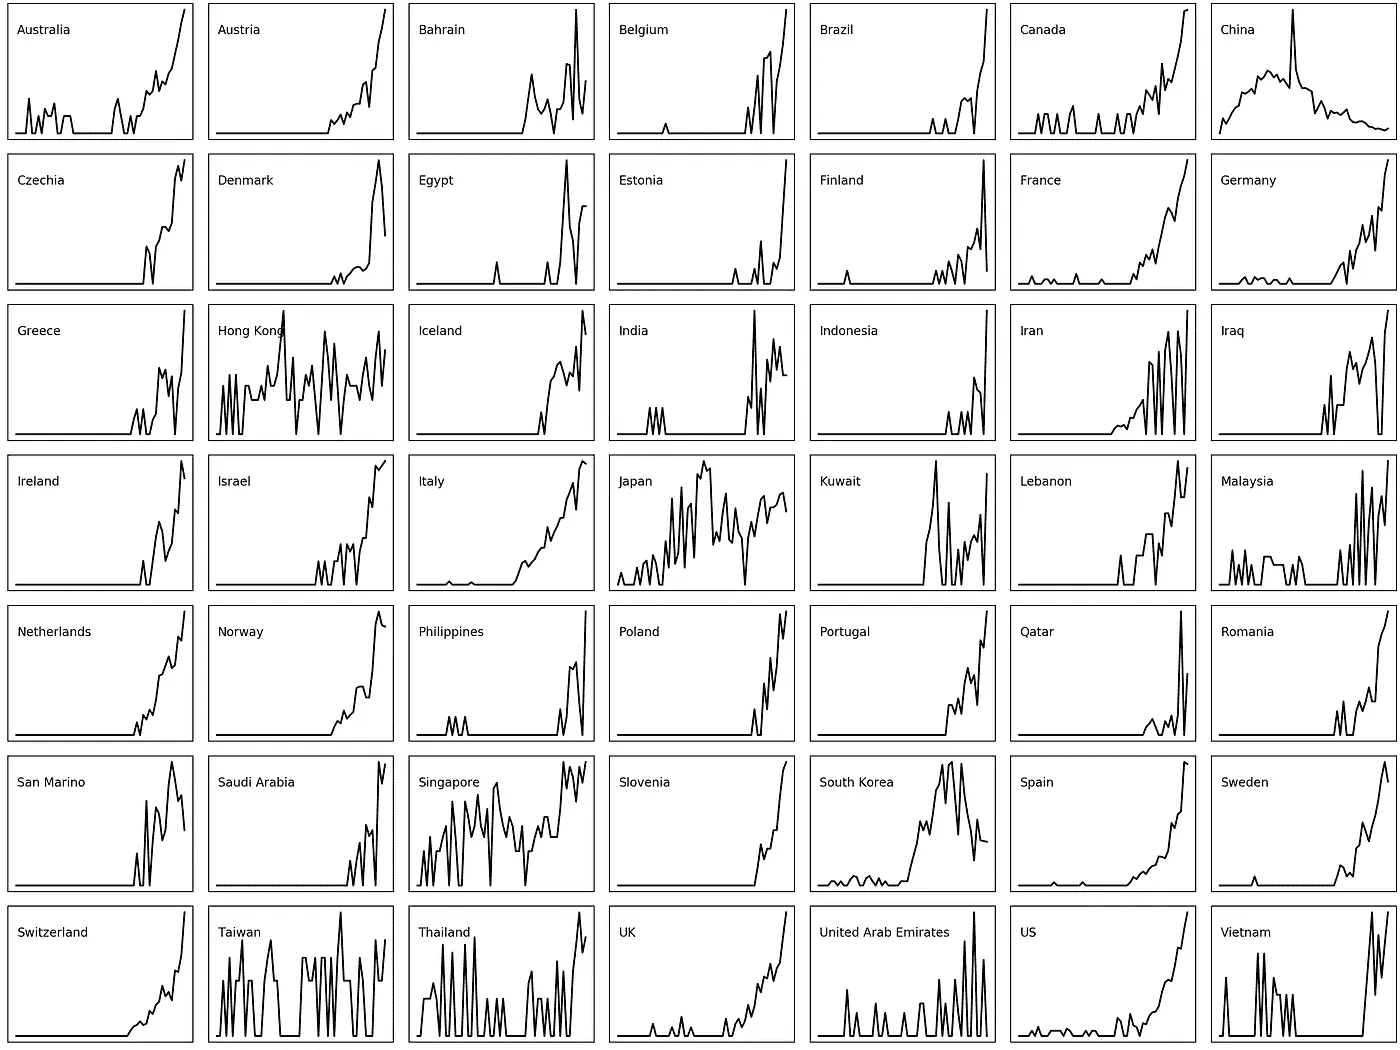 Australia
Austria
Bahrain
Belgium
Brazil
Canada
China
Czechia
Denmark
Egypt
Estonia
Finland
France
Germany
Greece
Hong Kong
Iceland
India
Indonesia
Iran
Iraq
Ireland
Israel
Italy
Japan
Kuwait
Lebanon
Malaysia
Netherlands
Norway
Philippines
Poland
Portugal
Qatar
Romania
San Marino
Saudi Arabia
Singapore
Slovenia
South Korea
Spain
Sweden
Switzerland
Taiwan
Thailand
UK
United Arab Emirates
US
Vietnam